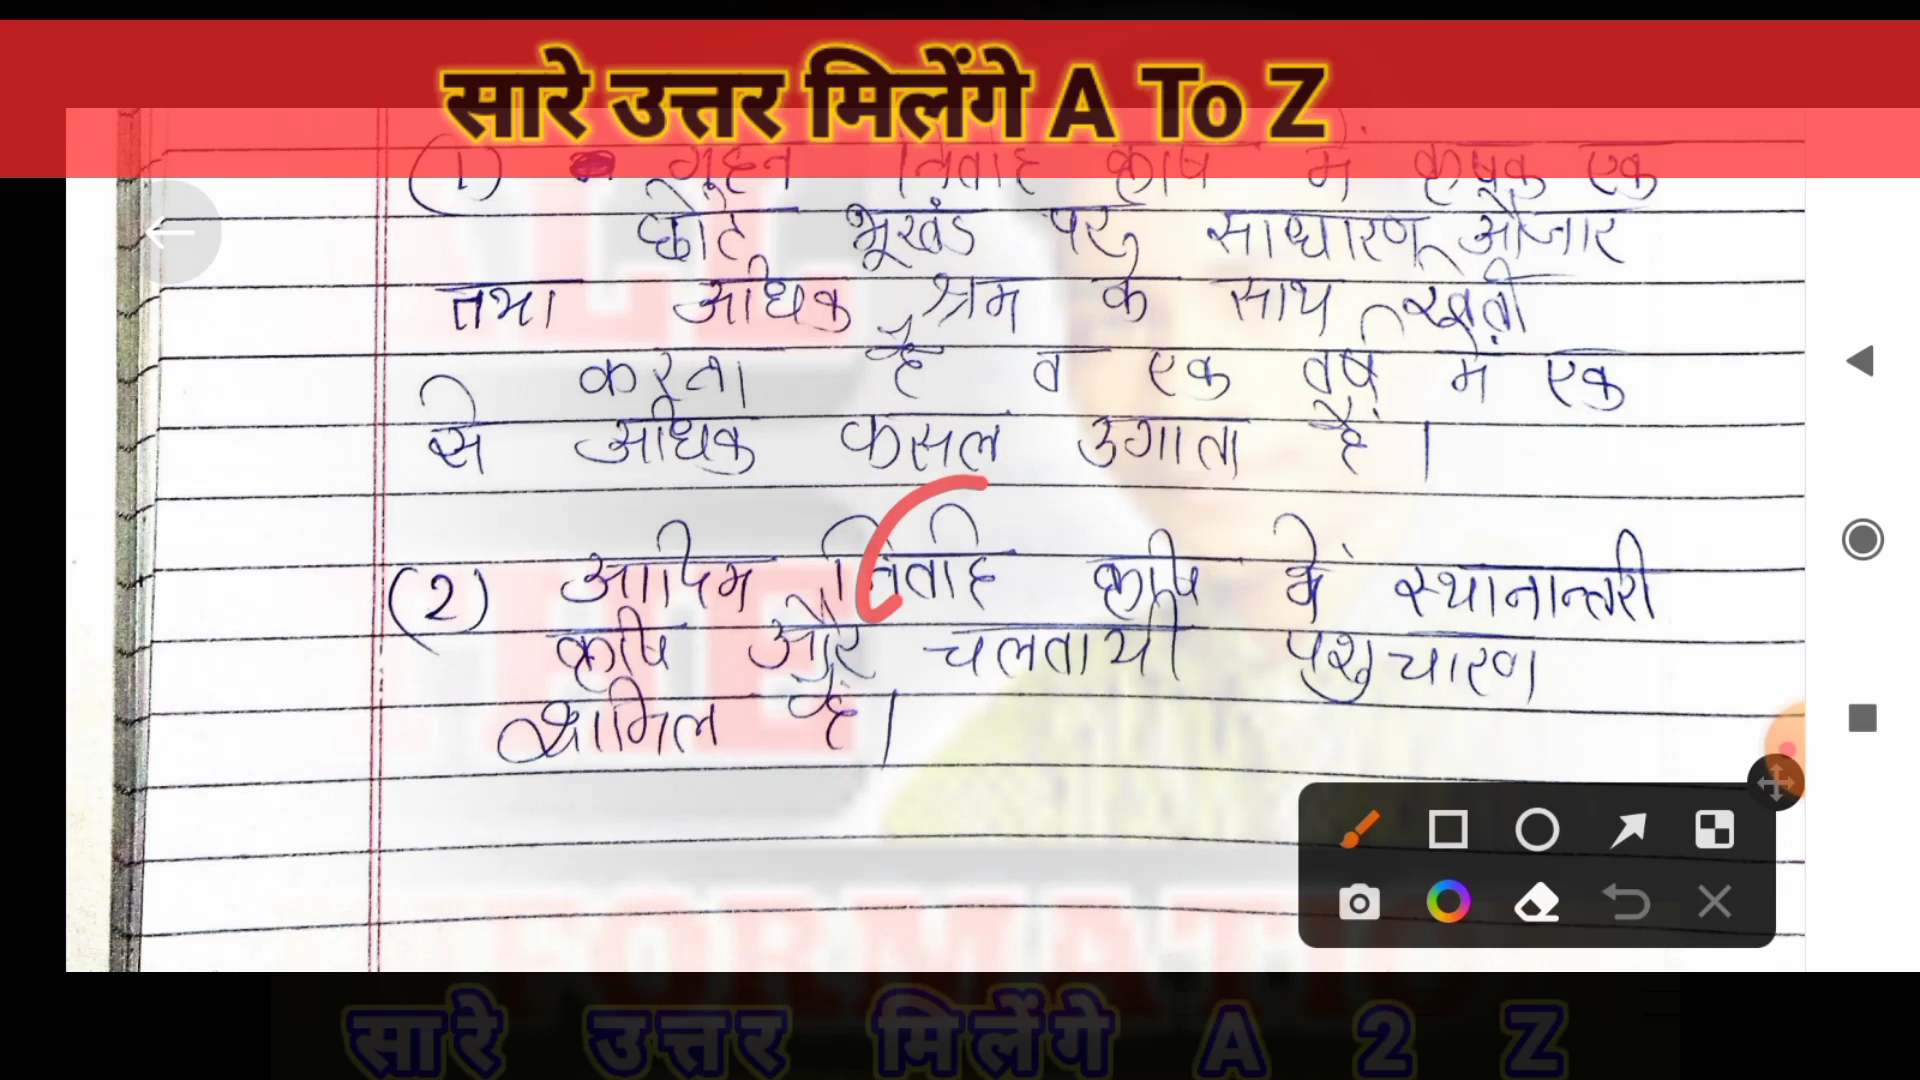 सारे उत्तर मिलेंगे A To Z
(1) गहन निर्वाह कृषि में कृषक एक
छोटे भूखंड पर साधारण औजार
तथा अधिक श्रम के साथ खेती
करता है व एक वर्ष में एक
से अधिक फसल उगाता है।
(2) आदिम निर्वाह कृषि में स्थानान्तरी
कृषि और चलवायी पशुचारण
शामिल है।
सारे उत्तर मिलेंगे A 2 Z